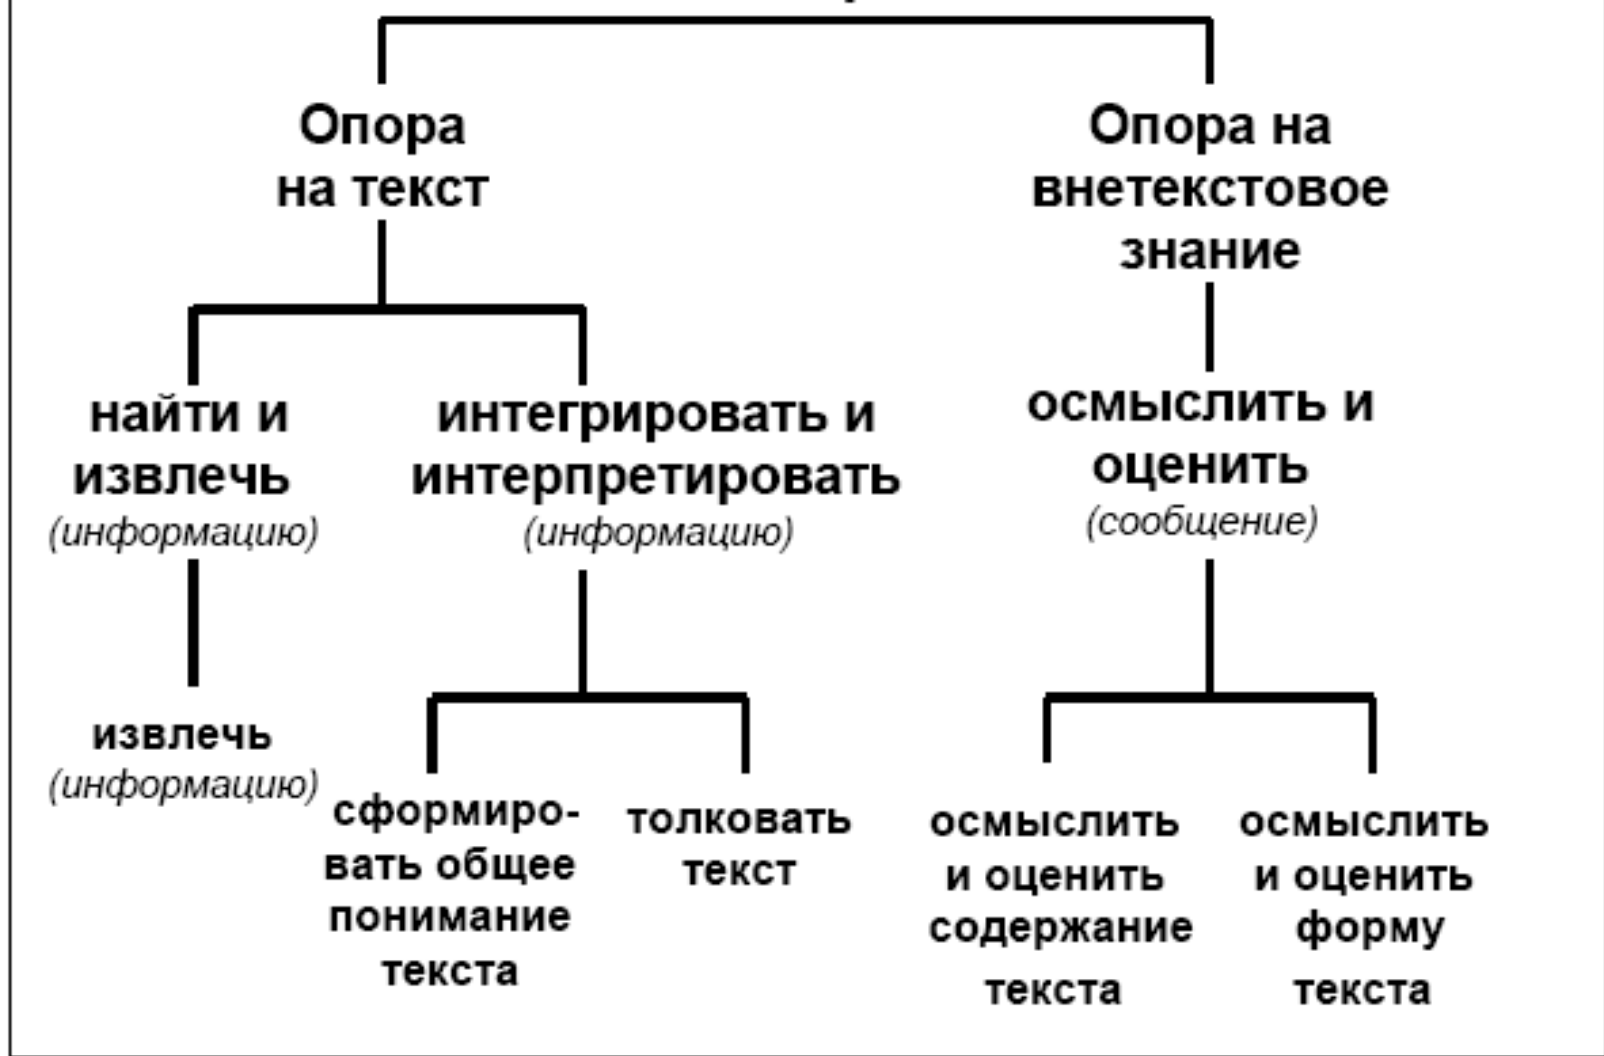 Опора
на текст
Опора на
внетекстовое
знание
найти и
извлечь
(информацию)
интегрировать и
интерпретировать
(информацию)
осмыслить и
оценить
(сообщение)
извлечь
(информацию)
сформиро-
вать общее
понимание
текста
толковать
текст
осмыслить
и оценить
содержание
текста
осмыслить
и оценить
форму
текста